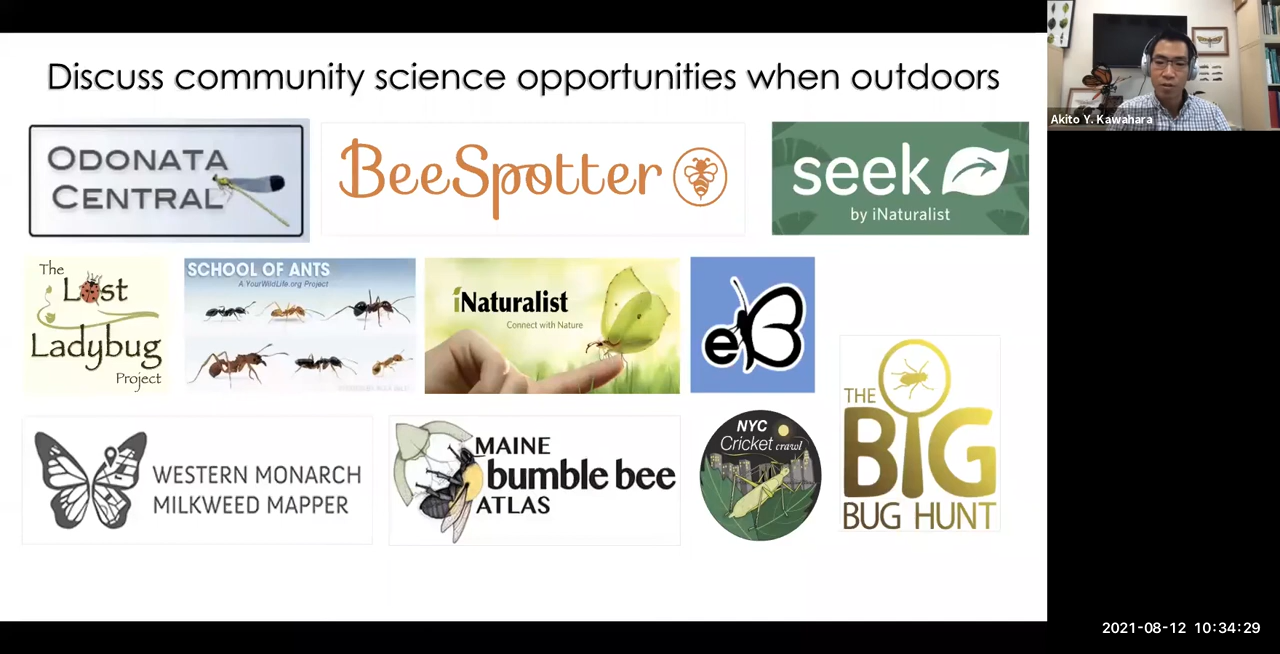 Discuss community science opportunities when outdoors
Akito Y. Kawahara
ODONATA
CENTRAL
BeeSpotter
seek
by iNaturalist
The
Lost
Ladybug
Project
SCHOOL OF ANTS
A YourWildLife.org Project
iNaturalist
Connect with Nature
eB
THE
BIG
BUG HUNT
WESTERN MONARCH
MILKWEED MAPPER
MAINE
bumble bee
ATLAS
NYC
Cricket crawl
2021-08-12 10:34:29